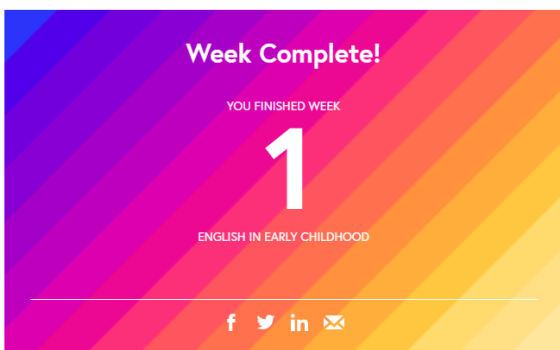 Week Complete!
YOU FINISHED WEEK
1
ENGLISH IN EARLY CHILDHOOD